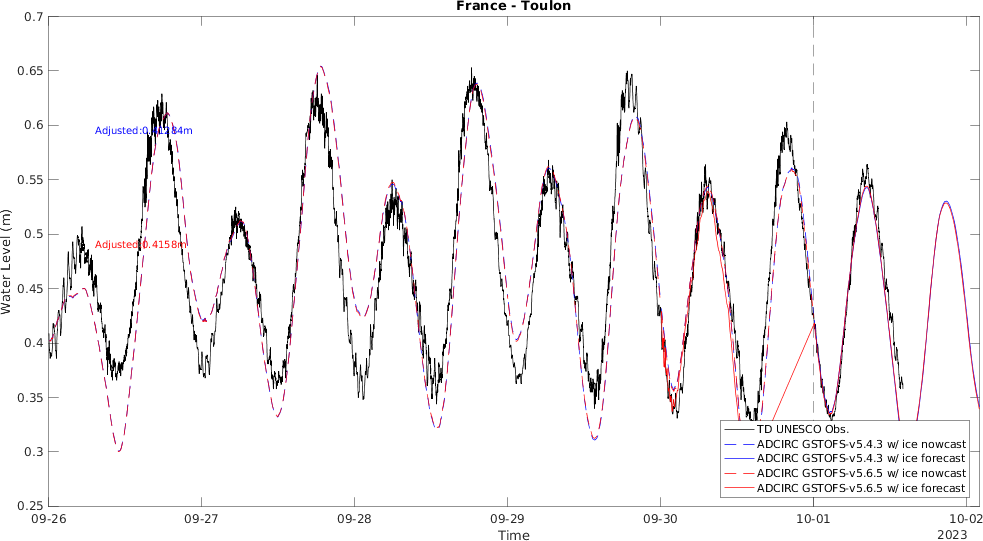 France - Toulon
Water Level (m)
0.7
0.65
0.6
0.55
0.5
0.45
0.4
0.35
0.3
0.25
Adjusted:0.4158m
TD UNESCO Obs.
ADCIRC GSTOFS-v5.4.3 w/ ice nowcast
ADCIRC GSTOFS-v5.4.3 w/ ice forecast
ADCIRC GSTOFS-v5.6.5 w/ ice nowcast
ADCIRC GSTOFS-v5.6.5 w/ ice forecast
09-26
09-27
09-28
09-29
09-30
10-01
10-02
2023
Time